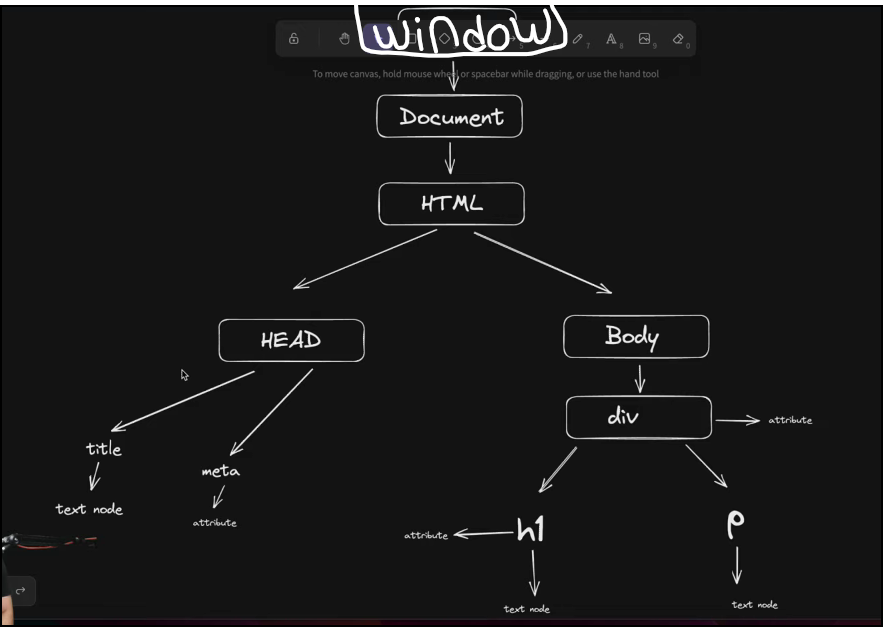 window
5
7
8
9
0
To move canvas, hold mouse wheel or spacebar while dragging, or use the hand tool
Document
HTML
HEAD
Body
div
attribute
title
meta
text node
attribute
attribute
h1
p
text node
text node